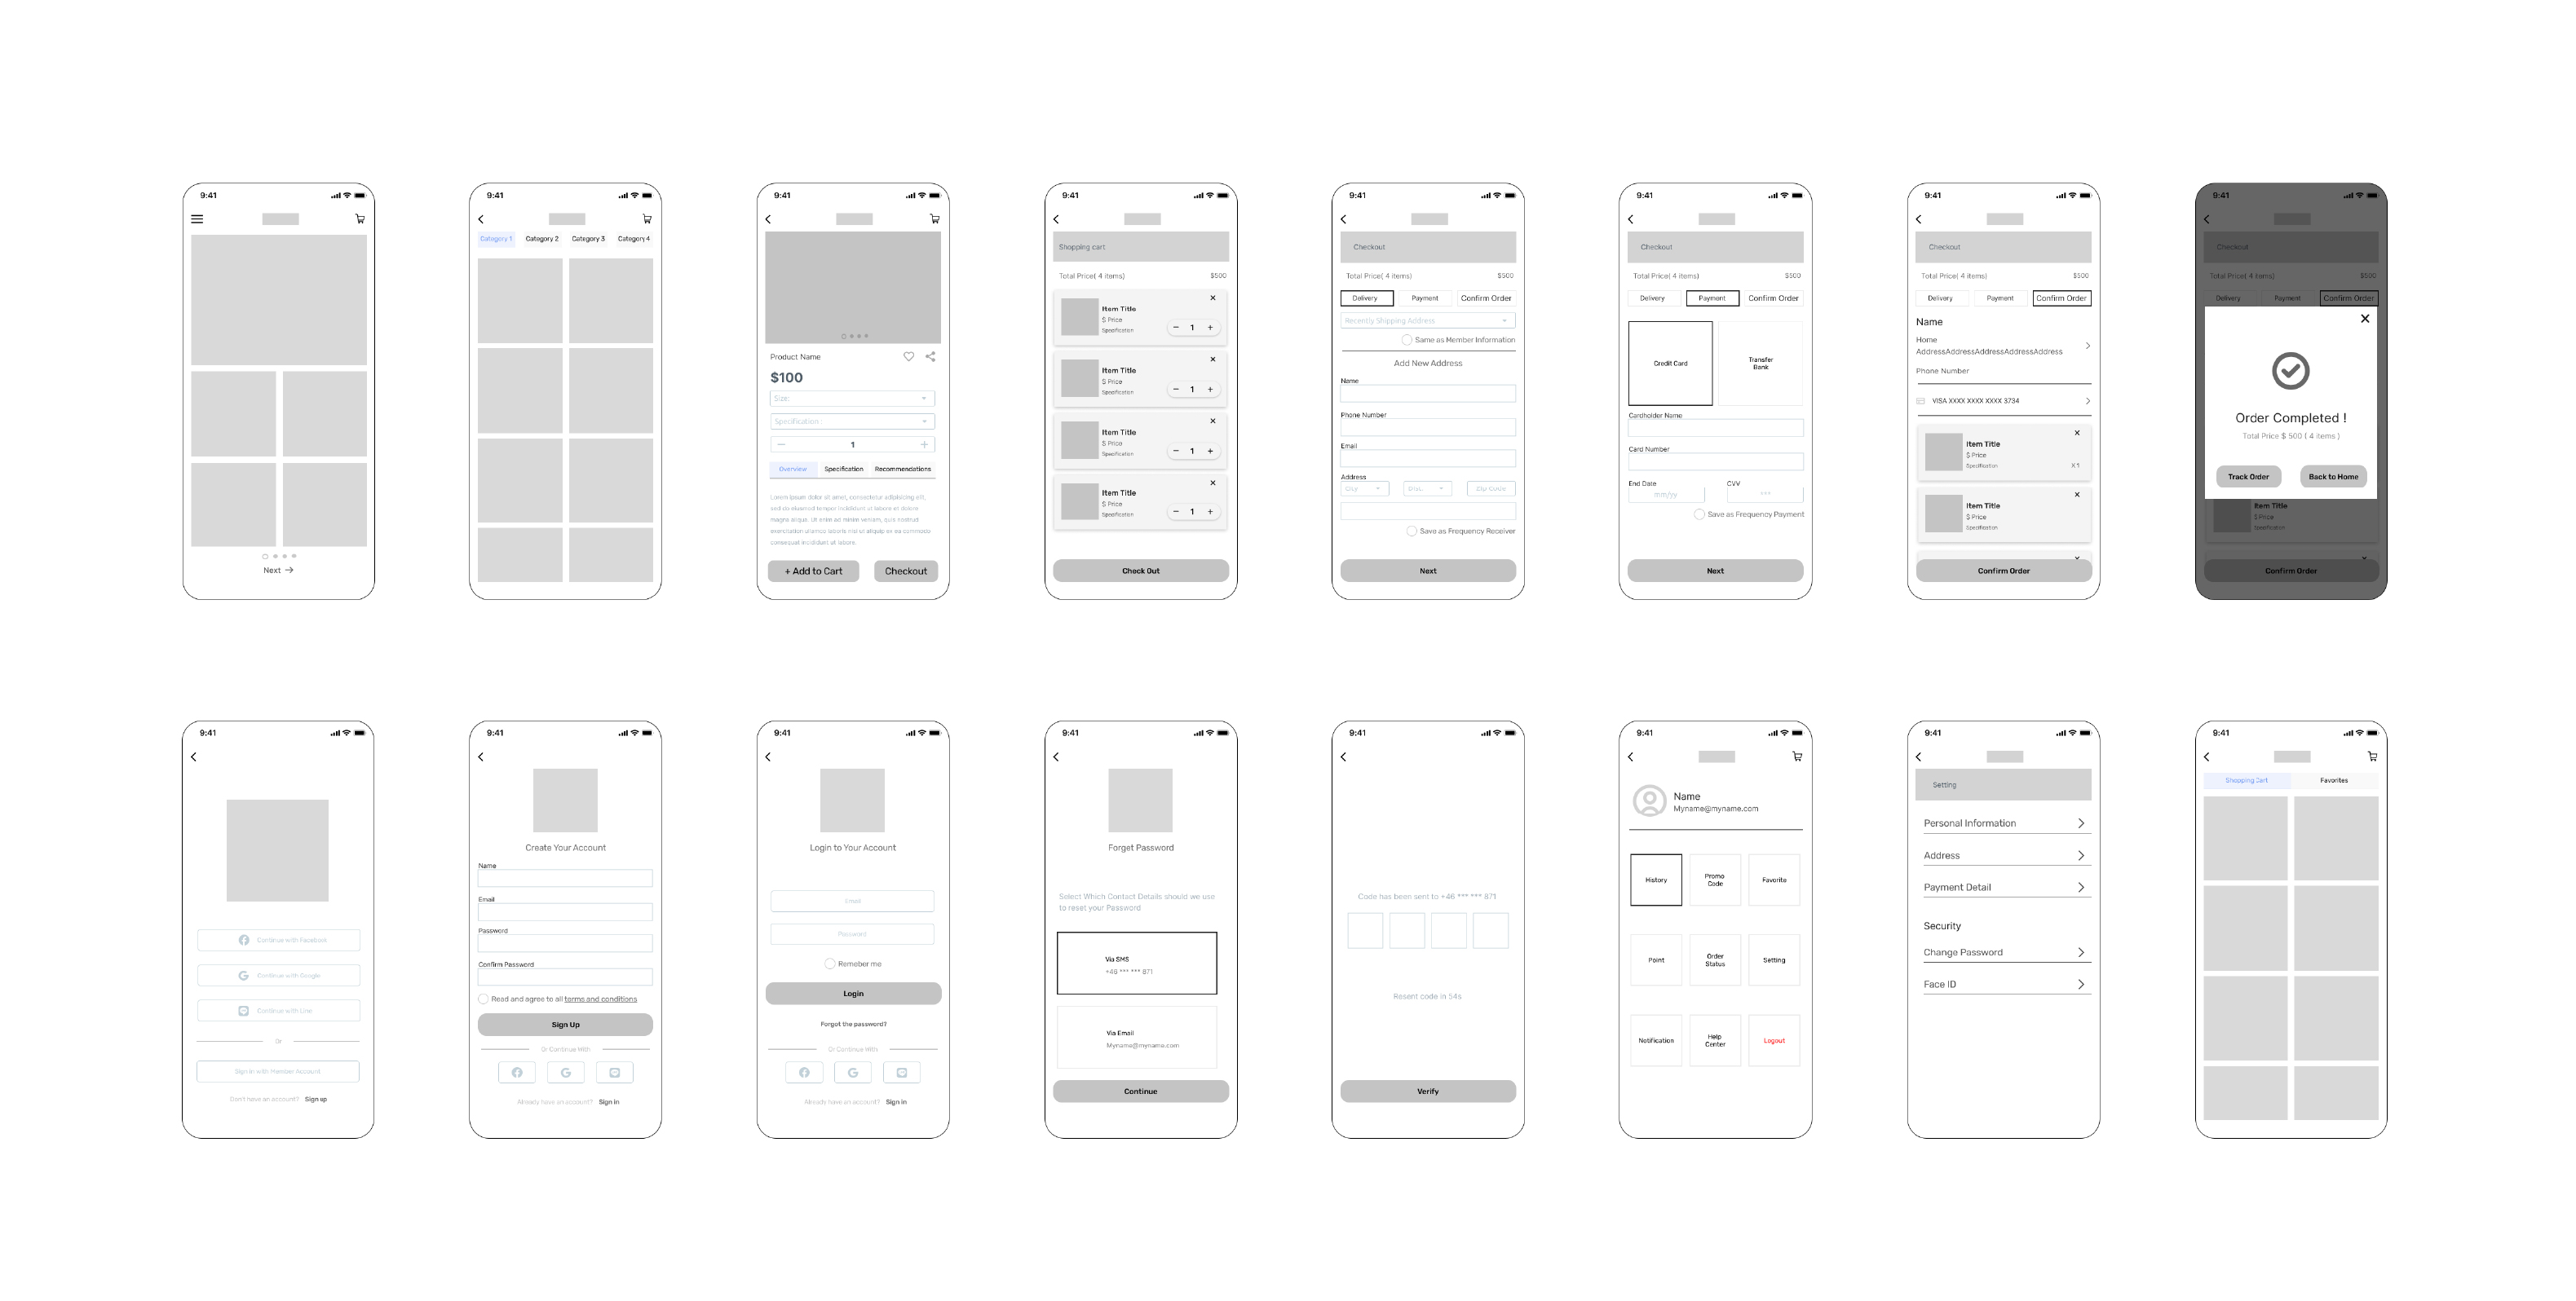 9:41
Next →
9:41
Category 1 Category 2 Category 3 Category 4
9:41
Product Name
$100
Size
Specification :
− 1 +
Overview Specification Recommendations
Lorem ipsum dolor sit amet, consectetur adipiscing elit,
sed do eiusmod tempor incididunt ut labore et dolore
magna aliqua. Ut enim ad minim veniam, quis nostrud
exercitation ullamco laboris nisi ut aliquip ex ea commodo
consequat incididunt ut labore.
+ Add to Cart Checkout
9:41
Shopping cart
Total Price( 4 items) $500
Item Title
$ Price
Specification
− 1 +
Item Title
$ Price
Specification
− 1 +
Item Title
$ Price
Specification
− 1 +
Item Title
$ Price
Specification
− 1 +
Check Out
9:41
Checkout
Total Price( 4 items) $500
Delivery Payment Confirm Order
Recently Shipping Address
Same as Member Information
Add New Address
Name
Phone Number
Email
Address
City Dist. Zip Code
Save as Frequency Receiver
Next
9:41
Checkout
Total Price( 4 items) $500
Delivery Payment Confirm Order
Credit Card
Transfer
Bank
Cardholder Name
Card Number
End Date CVV
mm/yy ***
Save as Frequency Payment
Next
9:41
Checkout
Total Price( 4 items) $500
Delivery Payment Confirm Order
Name
Home
AddressAddressAddressAddressAddress
Phone Number
VISA XXXX XXXX XXXX 3734
Item Title
$ Price
Specification X1
Item Title
$ Price
Specification
Confirm Order
9:41
Checkout
Total Price( 4 items) $500
Delivery Payment Confirm Order
Order Completed !
Total Price $ 500 ( 4 items )
Track Order Back to Home
Item Title
$ Price
Specification
Confirm Order
9:41
Continue with Facebook
Continue with Google
Continue with Line
Or
Sign in with Member Account
Don't have an account? Sign up
9:41
Create Your Account
Name
Email
Password
Confirm Password
Read and agree to all terms and conditions
Sign Up
Or Continue With
Already have an account? Sign in
9:41
Login to Your Account
Email
Password
Remeber me
Login
Forgot the password?
Or Continue With
Already have an account? Sign in
9:41
Forget Password
Select Which Contact Details should we use
to reset your Password
Via SMS
+46 *** *** 871
Via Email
Myname@myname.com
Continue
9:41
Code has been sent to +46 *** *** 871
Resent code in 54s
Verify
9:41
Name
Myname@myname.com
History
Promo
Code
Favorite
Point
Order
Status
Setting
Notification
Help
Center
Logout
9:41
Setting
Personal Information
Address
Payment Detail
Security
Change Password
Face ID
9:41
Shopping Cart Favorites